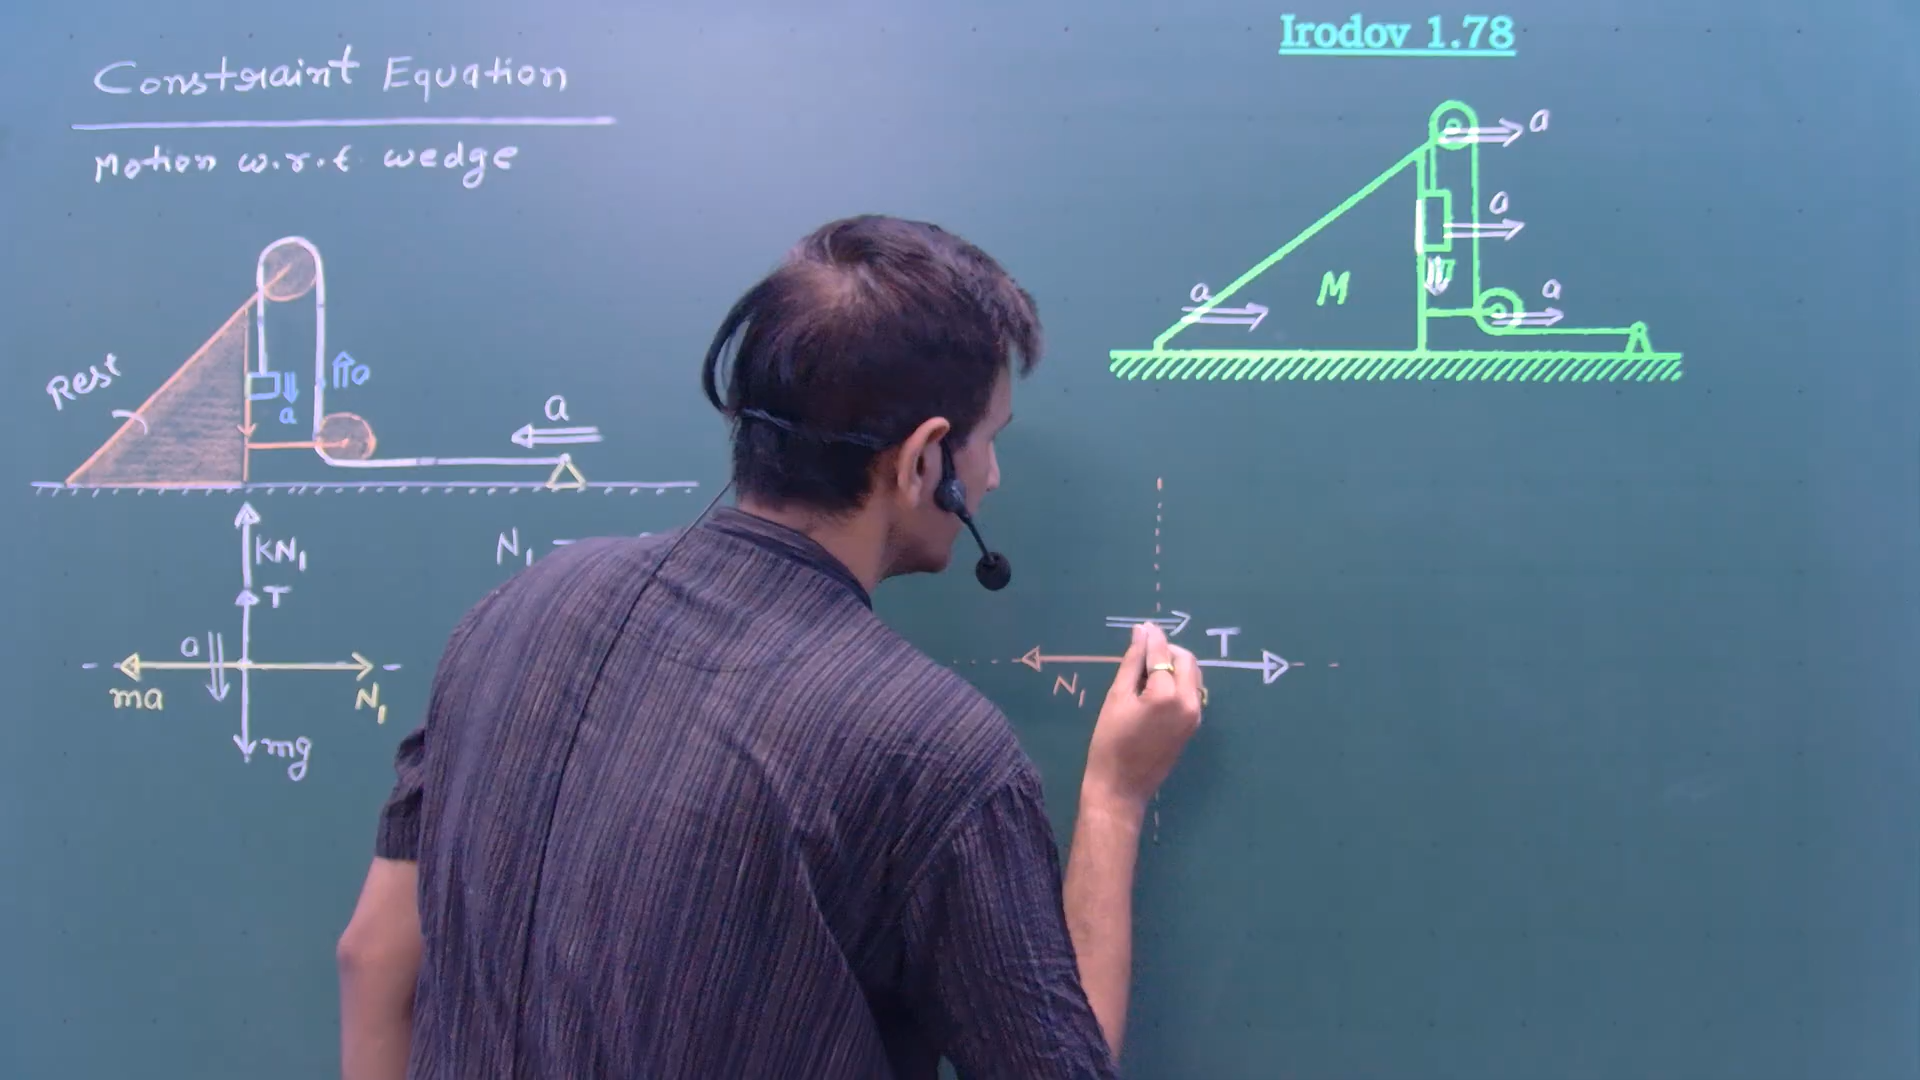 Constraint Equation
Motion w.r.t. wedge
Irodov 1.78
a
a
a
a
M
Rest
a
a
a
KN₁
T
a
ma
N₁
mg
N₁ =
T
N₁